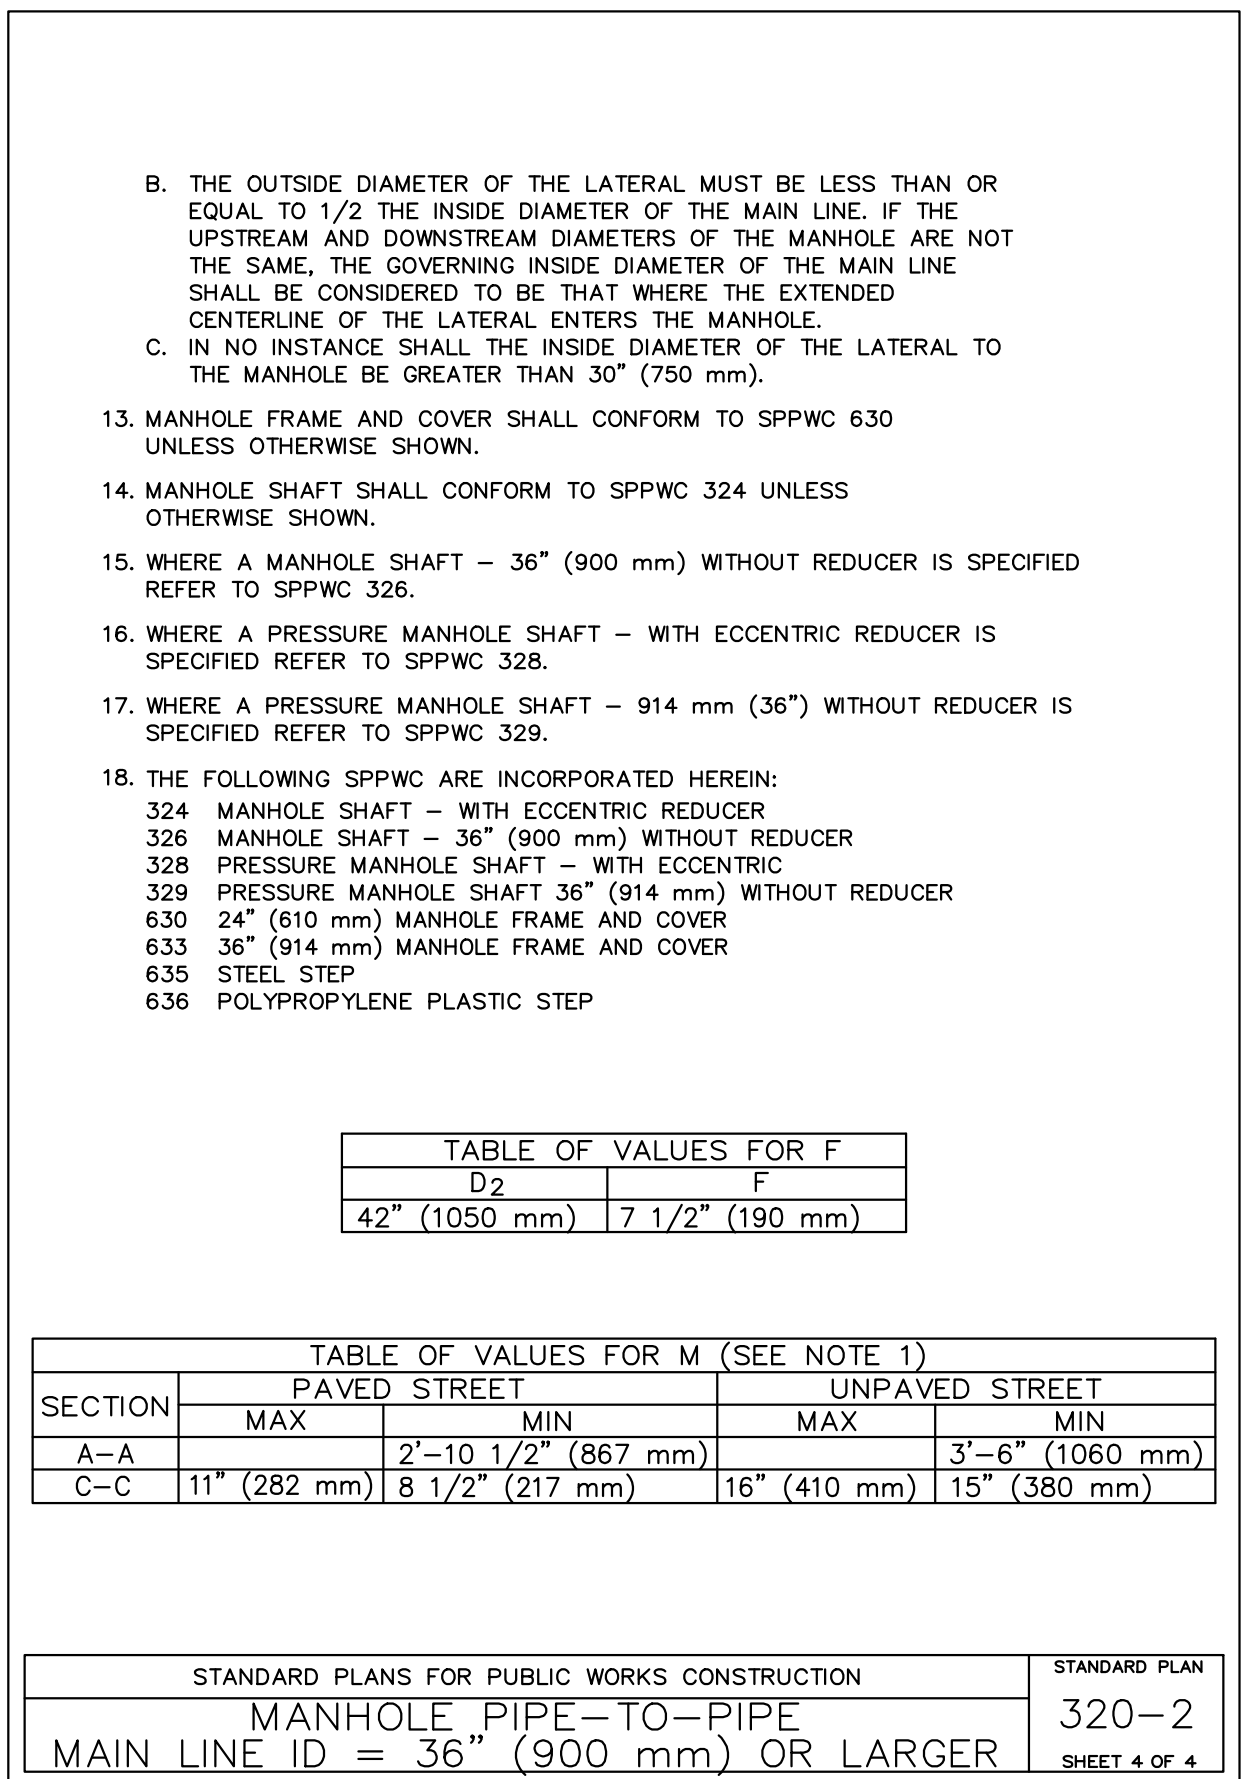 B. THE OUTSIDE DIAMETER OF THE LATERAL MUST BE LESS THAN OR
EQUAL TO 1/2 THE INSIDE DIAMETER OF THE MAIN LINE. IF THE
UPSTREAM AND DOWNSTREAM DIAMETERS OF THE MANHOLE ARE NOT
THE SAME, THE GOVERNING INSIDE DIAMETER OF THE MAIN LINE
SHALL BE CONSIDERED TO BE THAT WHERE THE EXTENDED
CENTERLINE OF THE LATERAL ENTERS THE MANHOLE.
C. IN NO INSTANCE SHALL THE INSIDE DIAMETER OF THE LATERAL TO
THE MANHOLE BE GREATER THAN 30" (750 mm).
13. MANHOLE FRAME AND COVER SHALL CONFORM TO SPPWC 630
UNLESS OTHERWISE SHOWN.
14. MANHOLE SHAFT SHALL CONFORM TO SPPWC 324 UNLESS
OTHERWISE SHOWN.
15. WHERE A MANHOLE SHAFT – 36" (900 mm) WITHOUT REDUCER IS SPECIFIED
REFER TO SPPWC 326.
16. WHERE A PRESSURE MANHOLE SHAFT – WITH ECCENTRIC REDUCER IS
SPECIFIED REFER TO SPPWC 328.
17. WHERE A PRESSURE MANHOLE SHAFT – 914 mm (36") WITHOUT REDUCER IS
SPECIFIED REFER TO SPPWC 329.
18. THE FOLLOWING SPPWC ARE INCORPORATED HEREIN:
324 MANHOLE SHAFT – WITH ECCENTRIC REDUCER
326 MANHOLE SHAFT – 36" (900 mm) WITHOUT REDUCER
328 PRESSURE MANHOLE SHAFT – WITH ECCENTRIC
329 PRESSURE MANHOLE SHAFT 36" (914 mm) WITHOUT REDUCER
630 24" (610 mm) MANHOLE FRAME AND COVER
633 36" (914 mm) MANHOLE FRAME AND COVER
635 STEEL STEP
636 POLYPROPYLENE PLASTIC STEP
TABLE OF VALUES FOR F
D2 F
42" (1050 mm) 7 1/2" (190 mm)
TABLE OF VALUES FOR M (SEE NOTE 1)
SECTION PAVED STREET UNPAVED STREET
MAX MIN MAX MIN
A–A 2'–10 1/2" (867 mm) 3'–6" (1060 mm)
C–C 11" (282 mm) 8 1/2" (217 mm) 16" (410 mm) 15" (380 mm)
STANDARD PLANS FOR PUBLIC WORKS CONSTRUCTION
MANHOLE PIPE–TO–PIPE
MAIN LINE ID = 36" (900 mm) OR LARGER
STANDARD PLAN
320–2
SHEET 4 OF 4